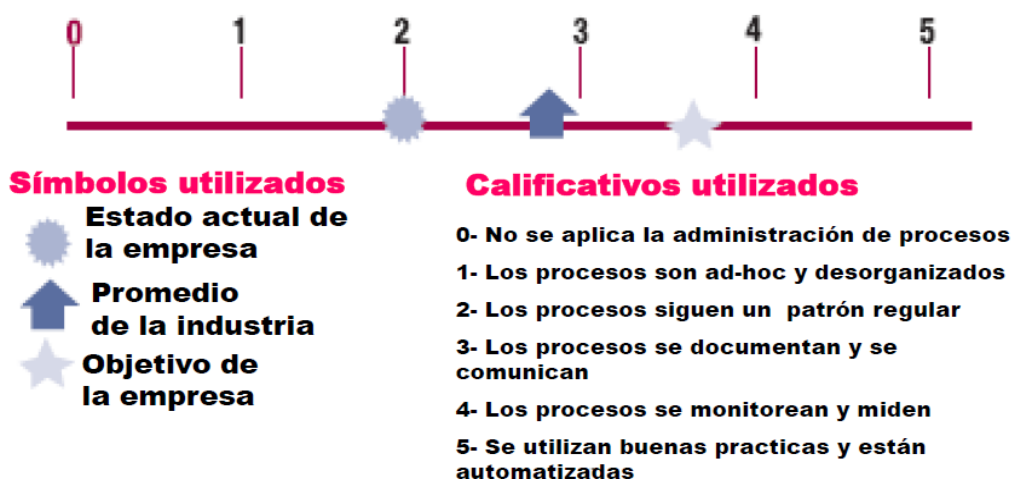 0 1 2 3 4 5
Símbolos utilizados
Estado actual de
la empresa
Promedio
de la industria
Objetivo de
la empresa
Calificativos utilizados
0- No se aplica la administración de procesos
1- Los procesos son ad-hoc y desorganizados
2- Los procesos siguen un patrón regular
3- Los procesos se documentan y se
comunican
4- Los procesos se monitorean y miden
5- Se utilizan buenas practicas y están
automatizadas